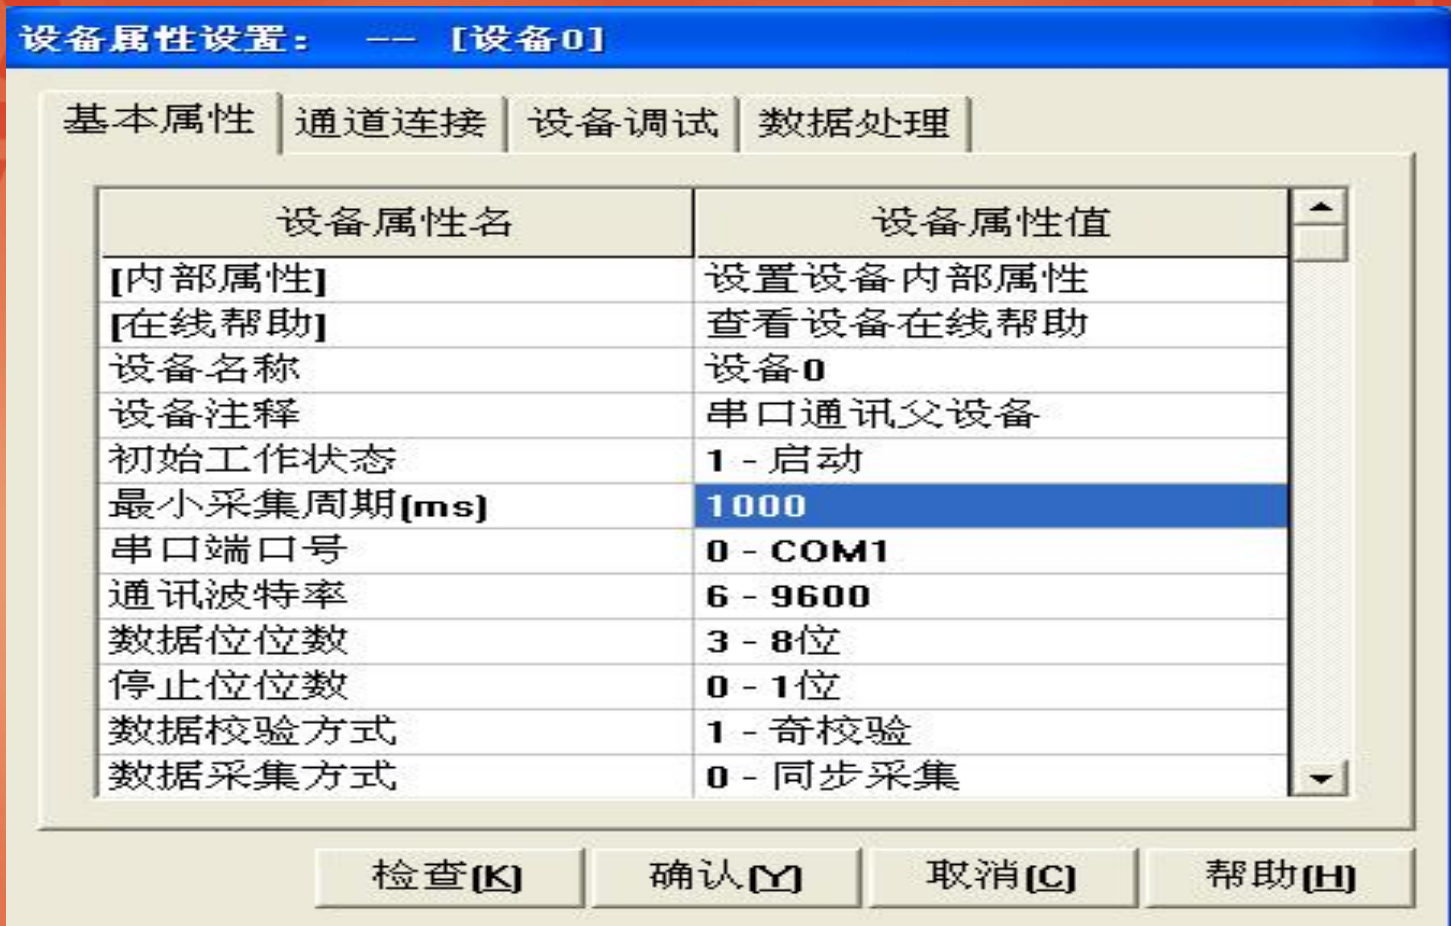 设备属性设置： -- [设备0]
基本属性 通道连接 设备调试 数据处理
设备属性名 设备属性值
[内部属性] 设置设备内部属性
[在线帮助] 查看设备在线帮助
设备名称 设备0
设备注释 串口通讯父设备
初始工作状态 1 - 启动
最小采集周期(ms) 1000
串口端口号 0 - COM1
通讯波特率 6 - 9600
数据位位数 3 - 8位
停止位位数 0 - 1位
数据校验方式 1 - 奇校验
数据采集方式 0 - 同步采集
检查(K) 确认(Y) 取消(C) 帮助(H)